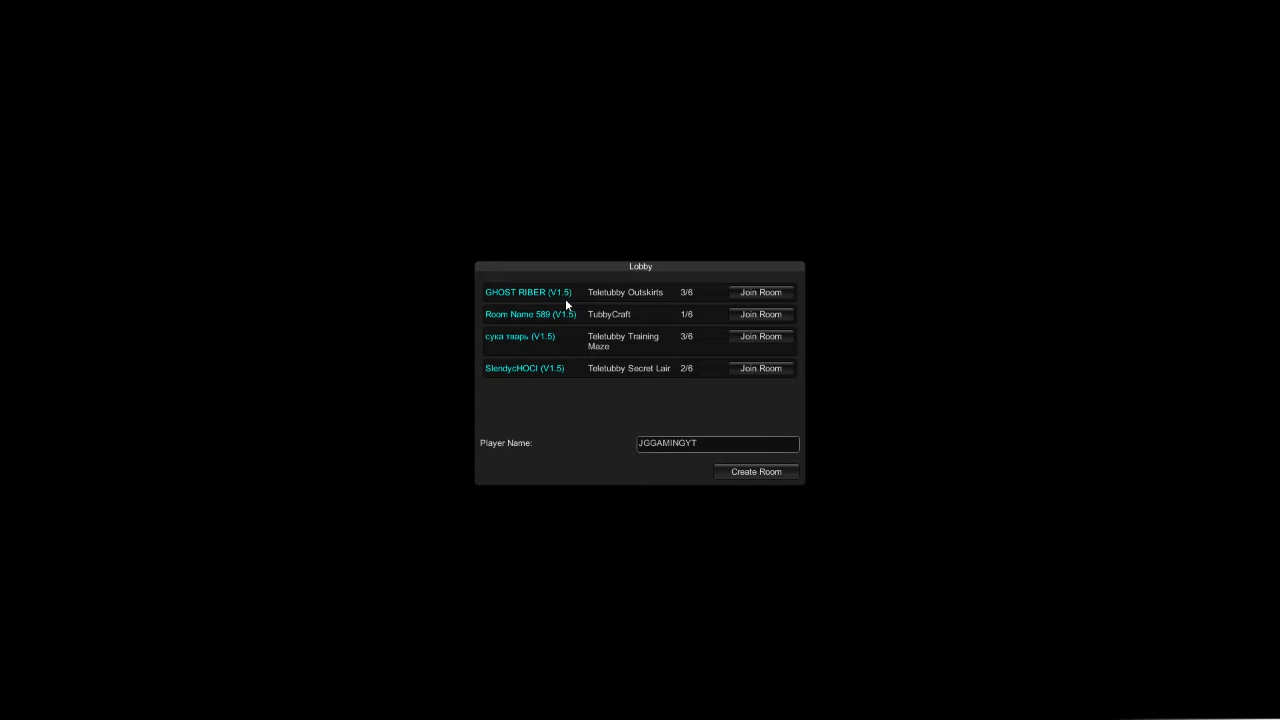 Lobby
GHOST RIBER (V1.5) Teletubby Outskirts 3/6 Join Room
Room Name 589 (V1.5) TubbyCraft 1/6 Join Room
сука тварь (V1.5) Teletubby Training 3/6 Join Room
Maze
SlendycHOCI (V1.5) Teletubby Secret Lair 2/6 Join Room
Player Name: JGGAMINGYT
Create Room